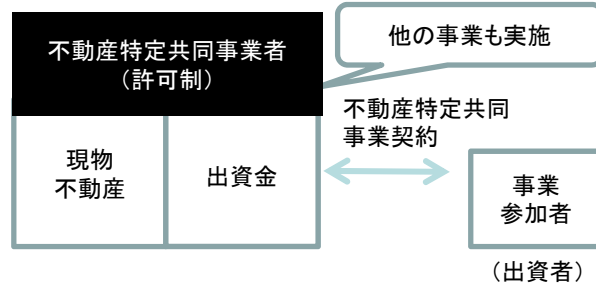 不動産特定共同事業者
（許可制）
他の事業も実施
現物
不動産
出資金
不動産特定共同
事業契約
事業
参加者
（出資者）